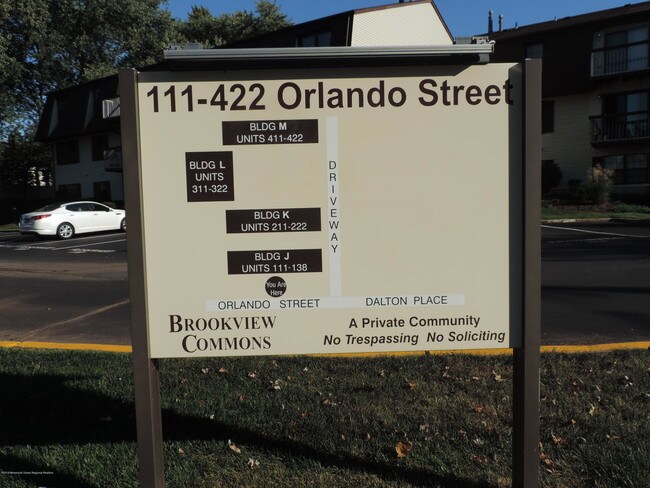 111-422 Orlando Street
BLDG M
UNITS 411-422
BLDG L
UNITS
311-322
DRIVEWAY
BLDG K
UNITS 211-222
BLDG J
UNITS 111-138
You Are
Here
ORLANDO STREET
DALTON PLACE
BROOKVIEW
COMMONS
A Private Community
No Trespassing No Soliciting